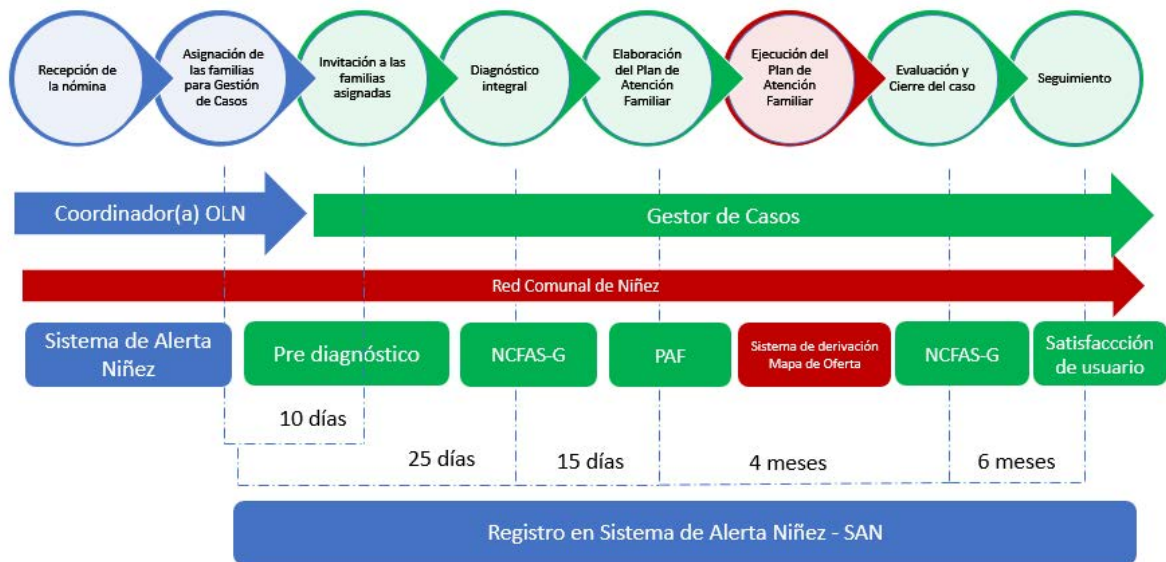 Recepción de
la nómina
Asignación de
las familias
para Gestión
de Casos
Invitación a las
familias
asignadas
Diagnóstico
integral
Elaboración
del Plan de
Atención
Familiar
Ejecución del
Plan de
Atención
Familiar
Evaluación y
Cierre del caso
Seguimiento
Coordinador(a) OLN
Gestor de Casos
Red Comunal de Niñez
Sistema de Alerta
Niñez
Pre diagnóstico
NCFAS-G
PAF
Sistema de derivación
Mapa de Oferta
NCFAS-G
Satisfaccción
de usuario
10 días
25 días
15 días
4 meses
6 meses
Registro en Sistema de Alerta Niñez - SAN